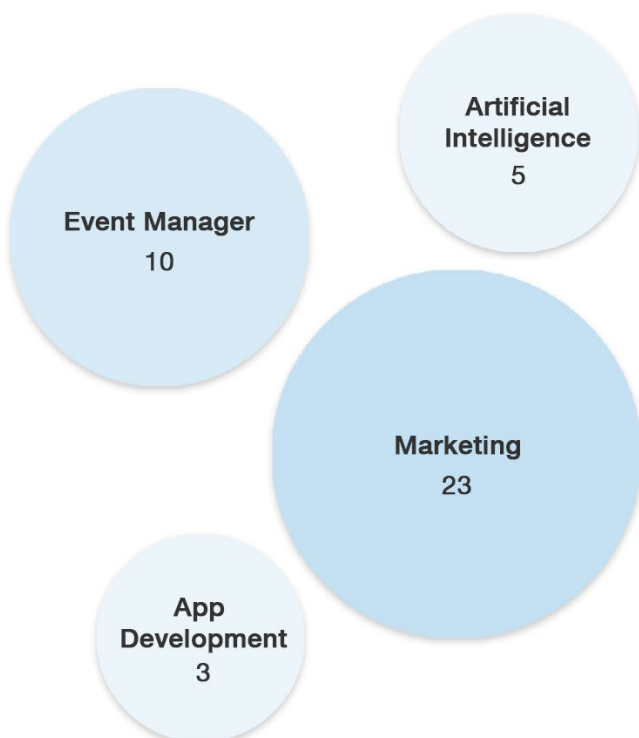 Artificial
Intelligence
5
Event Manager
10
Marketing
23
App
Development
3